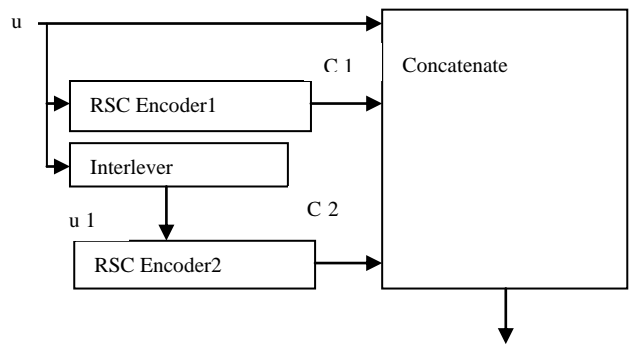 u
C 1
Concatenate
RSC Encoder1
Interlever
C 2
u 1
RSC Encoder2